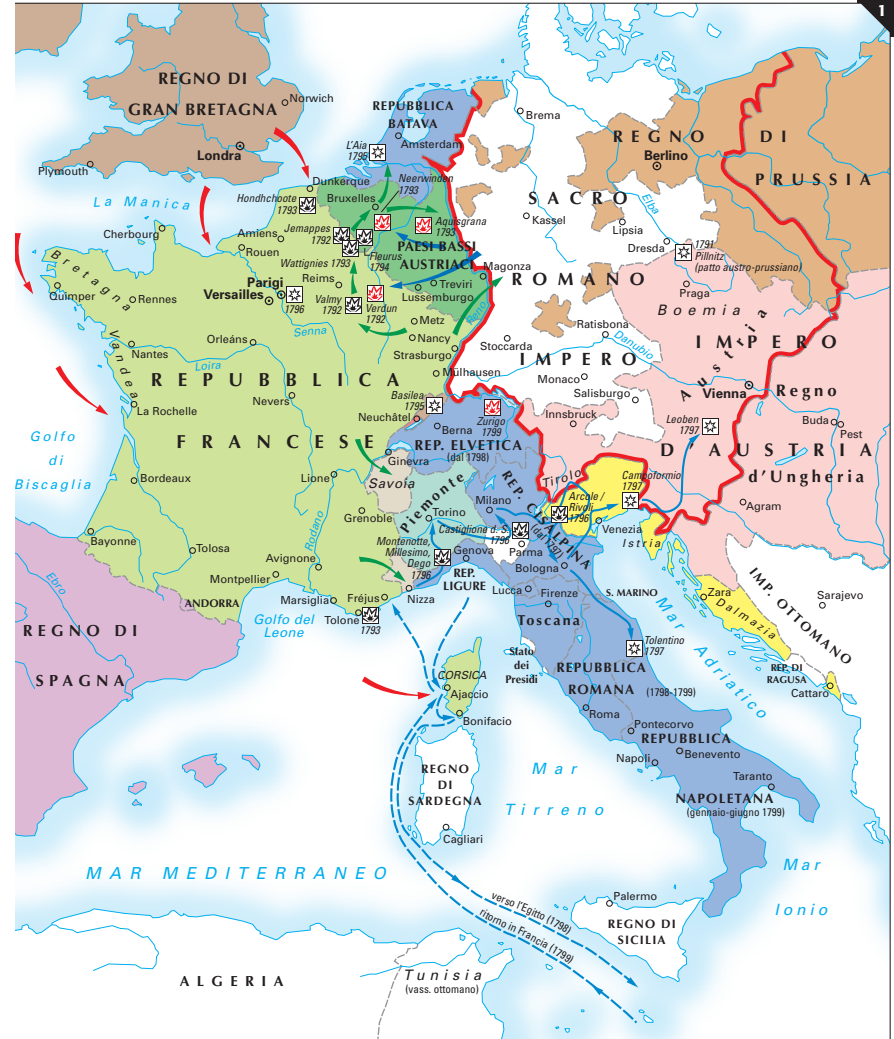 1
REGNO DI
GRAN BRETAGNA
Norwich
Londra
Plymouth
La Manica
Cherbourg
REPUBBLICA
BATAVA
L'Aia
1795
Amsterdam
Brema
REGNO DI
PRUSSIA
Berlino
SACRO
ROMANO
IMPERO
Kassel
Lipsia
Elba
Dresda
1791
Pillnitz
(patto austro-prussiano)
Praga
Boemia
Dunkerque
Hondhchoote
1793
Bruxelles
Neerwinden
1793
Jemappes
1792
Aquisgrana
1793
Amiens
Rouen
Wattignies 1793
Fleurus
1794
PAESI BASSI
AUSTRIACI
Magonza
Treviri
Lussemburgo
Reno
Parigi
Versailles
1796
Reims
Valmy
1792
Verdun
1792
Metz
Nancy
Strasburgo
Mülhausen
Senna
Bretagna
Quimper
Rennes
Vandea
Nantes
Orleáns
Loira
Nevers
La Rochelle
REPUBBLICA
FRANCESE
Golfo
di
Biscaglia
Bordeaux
Bayonne
Tolosa
Lione
Grenoble
Rodano
Avignone
Montpellier
Marsiglia
Fréjus
Tolone
1793
Nizza
Golfo del
Leone
ANDORRA
Ebro
REGNO DI
SPAGNA
Stoccarda
Ratisbona
Danubio
Monaco
Salisburgo
Innsbruck
Tirolo
IMPERO
D'AUSTRIA
Austria
Vienna
Regno
d'Ungheria
Buda
Pest
Leoben
1797
Agram
Basilea
1795
Neuchâtel
Berna
Zurigo
1799
REP. ELVETICA
(dal 1798)
Ginevra
Savoia
Piemonte
Torino
Milano
REP. CISALPINA
(dal 1797)
Castiglione d. S.
1796
Arcole/
Rivoli
1796
Campoformio
1797
Venezia
Istria
Montenotte,
Millesimo,
Dego
1796
Genova
REP.
LIGURE
Parma
Bologna
Lucca
Firenze
Toscana
S. MARINO
Stato
dei
Presidi
Tolentino
1797
REPUBBLICA
ROMANA
(1798-1799)
Roma
Pontecorvo
REPUBBLICA
NAPOLETANA
(gennaio-giugno 1799)
Benevento
Napoli
Taranto
Zara
Dalmazia
IMP. OTTOMANO
Sarajevo
REP. DI
RAGUSA
Cattaro
Mar Adriatico
CORSICA
Ajaccio
Bonifacio
REGNO
DI
SARDEGNA
Cagliari
Mar
Tirreno
Mar
Ionio
MAR MEDITERRANEO
verso l'Egitto (1798)
ritorno in Francia (1799)
Palermo
REGNO DI
SICILIA
ALGERIA
Tunisia
(vass. ottomano)